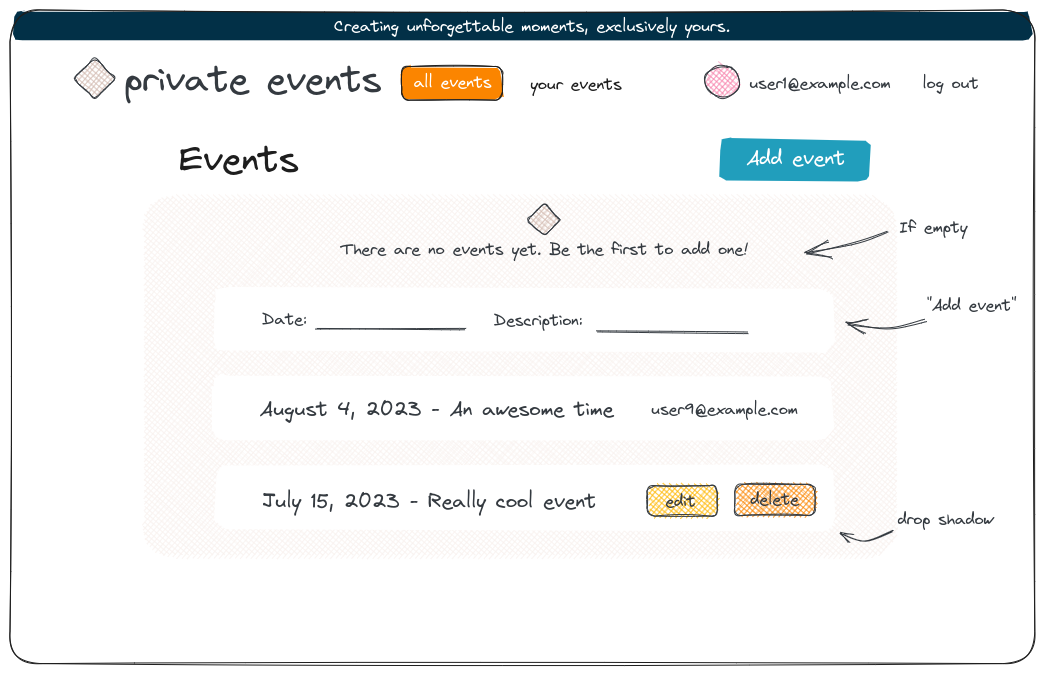 Creating unforgettable moments, exclusively yours.
private events all events your events user1@example.com log out
Events Add event
If empty
There are no events yet. Be the first to add one!
"Add event"
Date: Description:
August 4, 2023 - An awesome time user9@example.com
July 15, 2023 - Really cool event edit delete
drop shadow